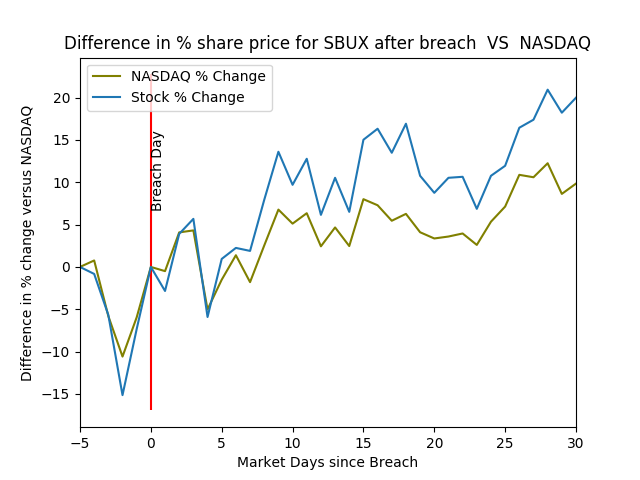 Difference in % share price for SBUX after breach  VS  NASDAQ
NASDAQ % Change
Stock % Change
Breach Day
Difference in % change versus NASDAQ
20
15
10
5
0
−5
−10
−15
−5
0
5
10
15
20
25
30
Market Days since Breach